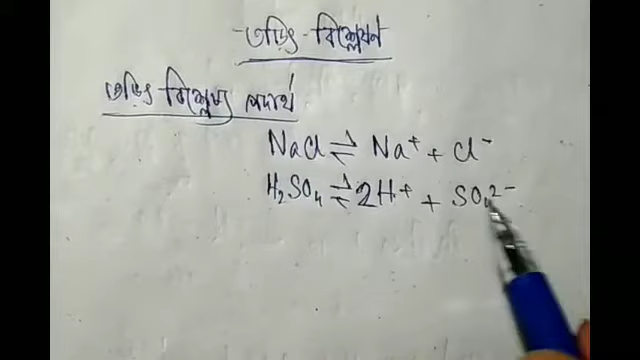 তড়িৎ-বিশ্লেষণ
তড়িৎ বিশ্লেষ্য পদার্থ
NaCl ⇌ Na⁺ + Cl⁻
H₂SO₄ ⇌ 2H⁺ + SO₄²⁻